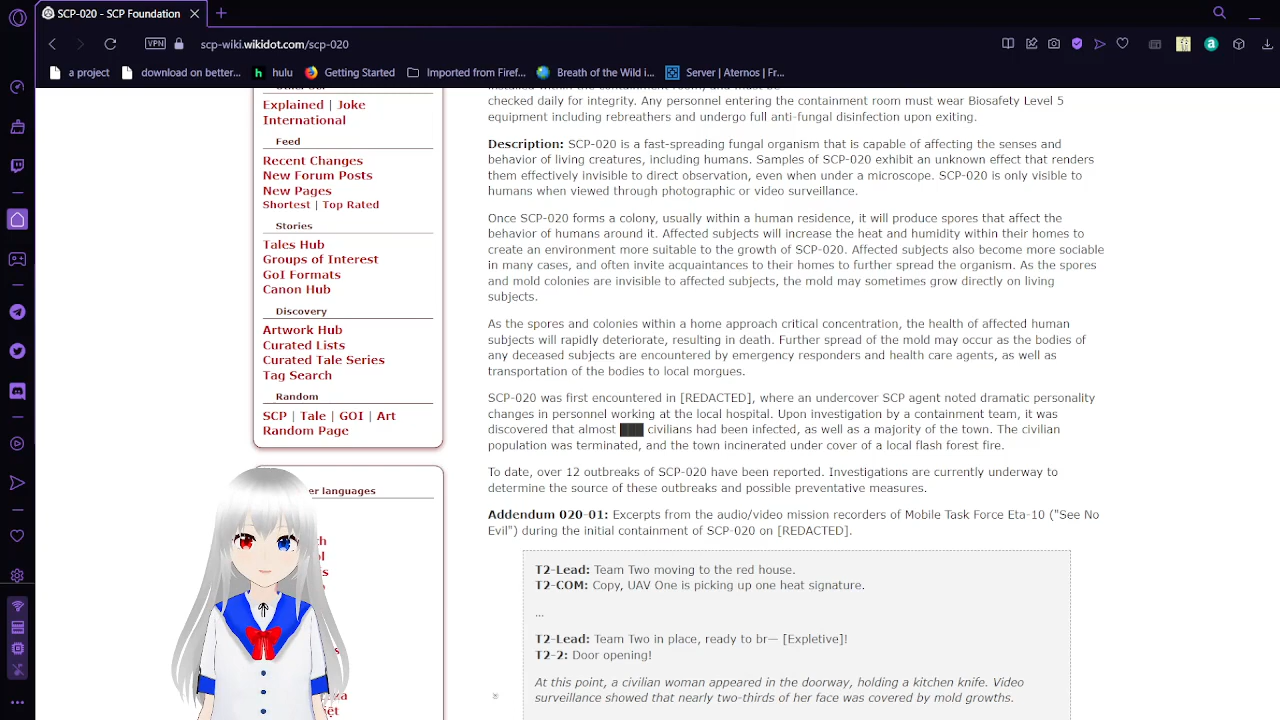 SCP-020 - SCP Foundation
VPN
scp-wiki.wikidot.com/scp-020
a project
download on better...
hulu
Getting Started
Imported from Firef...
Breath of the Wild i...
Server | Aternos | Fr...
Explained | Joke
International
Feed
Recent Changes
New Forum Posts
New Pages
Shortest | Top Rated
Stories
Tales Hub
Groups of Interest
GoI Formats
Canon Hub
Discovery
Artwork Hub
Curated Lists
Curated Tale Series
Tag Search
Random
SCP | Tale | GOI | Art
Random Page
languages
checked daily for integrity. Any personnel entering the containment room must wear Biosafety Level 5
equipment including rebreathers and undergo full anti-fungal disinfection upon exiting.
Description: SCP-020 is a fast-spreading fungal organism that is capable of affecting the senses and
behavior of living creatures, including humans. Samples of SCP-020 exhibit an unknown effect that renders
them effectively invisible to direct observation, even when under a microscope. SCP-020 is only visible to
humans when viewed through photographic or video surveillance.
Once SCP-020 forms a colony, usually within a human residence, it will produce spores that affect the
behavior of humans around it. Affected subjects will increase the heat and humidity within their homes to
create an environment more suitable to the growth of SCP-020. Affected subjects also become more sociable
in many cases, and often invite acquaintances to their homes to further spread the organism. As the spores
and mold colonies are invisible to affected subjects, the mold may sometimes grow directly on living
subjects.
As the spores and colonies within a home approach critical concentration, the health of affected human
subjects will rapidly deteriorate, resulting in death. Further spread of the mold may occur as the bodies of
any deceased subjects are encountered by emergency responders and health care agents, as well as
transportation of the bodies to local morgues.
SCP-020 was first encountered in [REDACTED], where an undercover SCP agent noted dramatic personality
changes in personnel working at the local hospital. Upon investigation by a containment team, it was
discovered that almost ███ civilians had been infected, as well as a majority of the town. The civilian
population was terminated, and the town incinerated under cover of a local flash forest fire.
To date, over 12 outbreaks of SCP-020 have been reported. Investigations are currently underway to
determine the source of these outbreaks and possible preventative measures.
Addendum 020-01: Excerpts from the audio/video mission recorders of Mobile Task Force Eta-10 ("See No
Evil") during the initial containment of SCP-020 on [REDACTED].
T2-Lead: Team Two moving to the red house.
T2-COM: Copy, UAV One is picking up one heat signature.
...
T2-Lead: Team Two in place, ready to br— [Expletive]!
T2-2: Door opening!
At this point, a civilian woman appeared in the doorway, holding a kitchen knife. Video
surveillance showed that nearly two-thirds of her face was covered by mold growths.